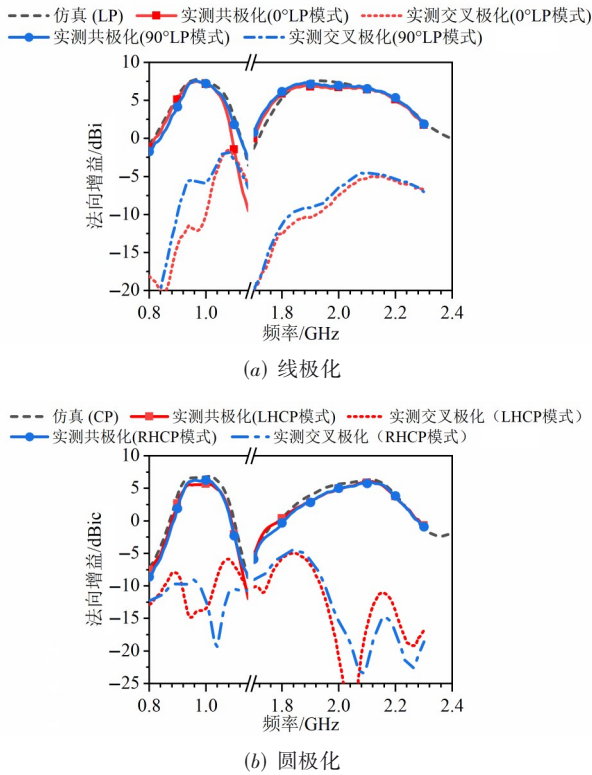 仿真 (LP) 实测共极化(0°LP模式) 实测交叉极化(0°LP模式)
实测共极化(90°LP模式) 实测交叉极化(90°LP模式)
10
5
0
−5
−10
−15
−20
法向增益/dBi
0.8 1.0 1.8 2.0 2.2 2.4
频率/GHz
(a) 线极化
仿真 (CP) 实测共极化(LHCP模式) 实测交叉极化（LHCP模式）
实测共极化(RHCP模式) 实测交叉极化（RHCP模式）
10
5
0
−5
−10
−15
−20
−25
法向增益/dBic
0.8 1.0 1.8 2.0 2.2 2.4
频率/GHz
(b) 圆极化